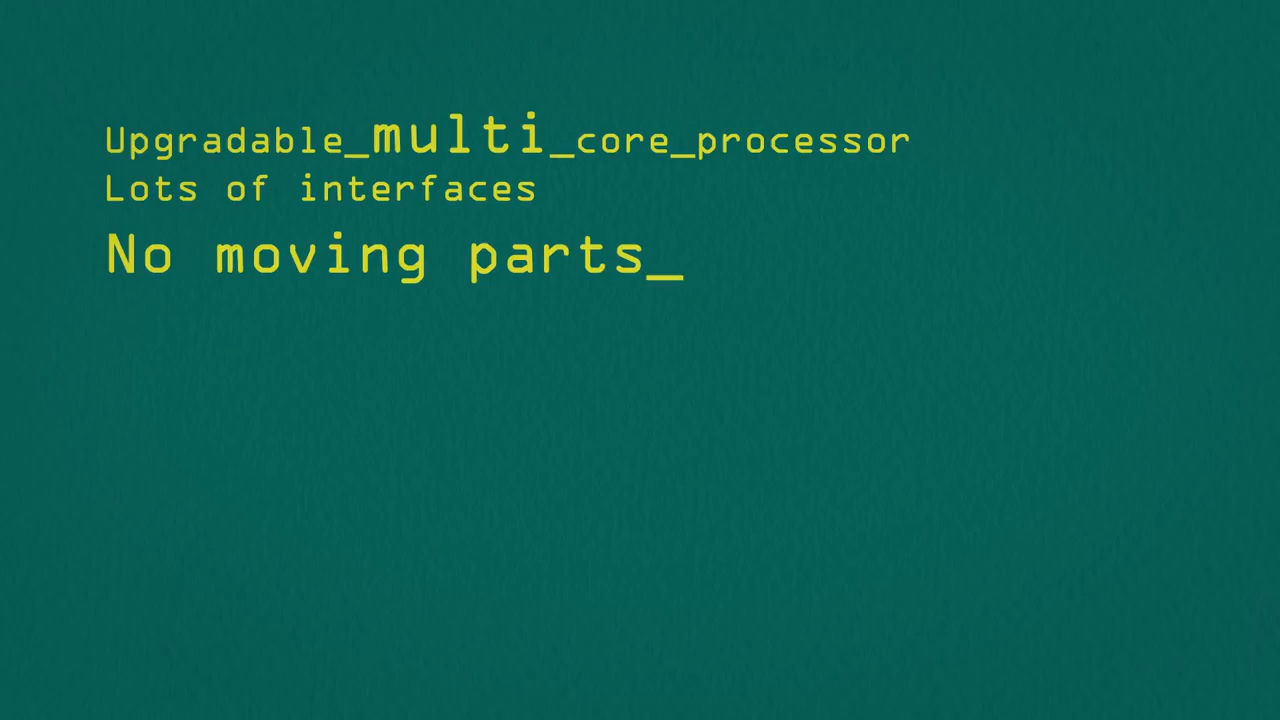 Upgradable_multi_core_processor
Lots of interfaces
No moving parts_